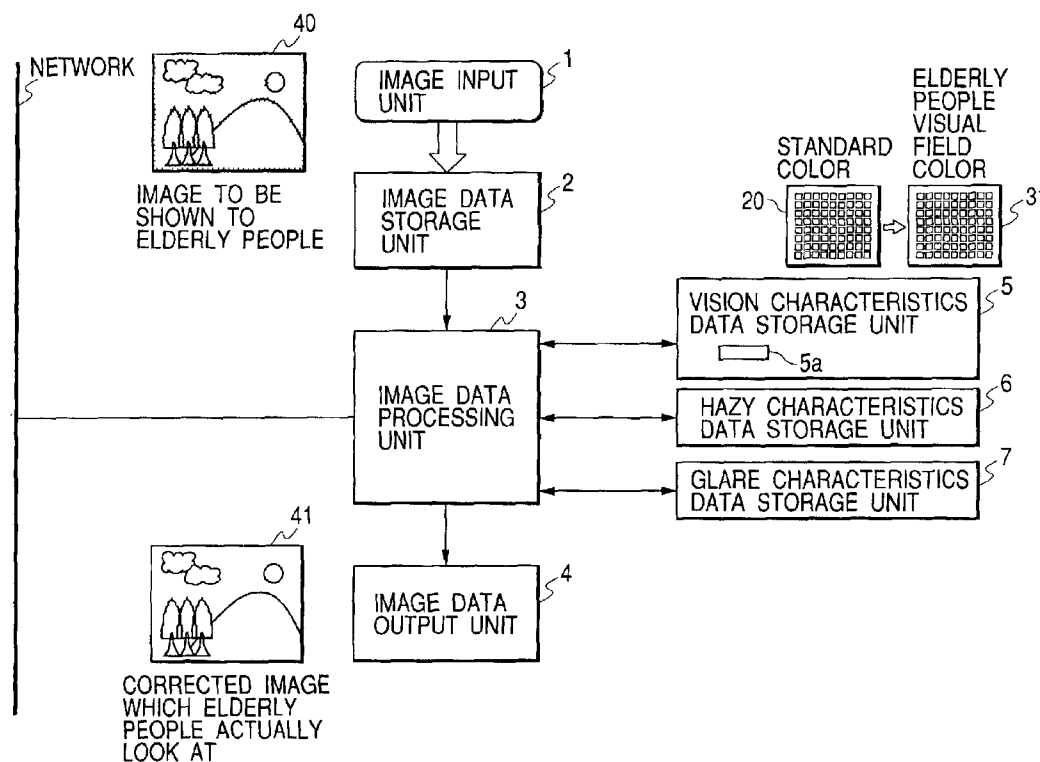 NETWORK
40
IMAGE TO BE
SHOWN TO
ELDERLY PEOPLE
1
IMAGE INPUT
UNIT
2
IMAGE DATA
STORAGE
UNIT
STANDARD
COLOR
20
ELDERLY
PEOPLE
VISUAL
FIELD
COLOR
31
3
IMAGE DATA
PROCESSING
UNIT
5
VISION CHARACTERISTICS
DATA STORAGE UNIT
5a
6
HAZY CHARACTERISTICS
DATA STORAGE UNIT
7
GLARE CHARACTERISTICS
DATA STORAGE UNIT
41
CORRECTED IMAGE
WHICH ELDERLY
PEOPLE ACTUALLY
LOOK AT
4
IMAGE DATA
OUTPUT UNIT